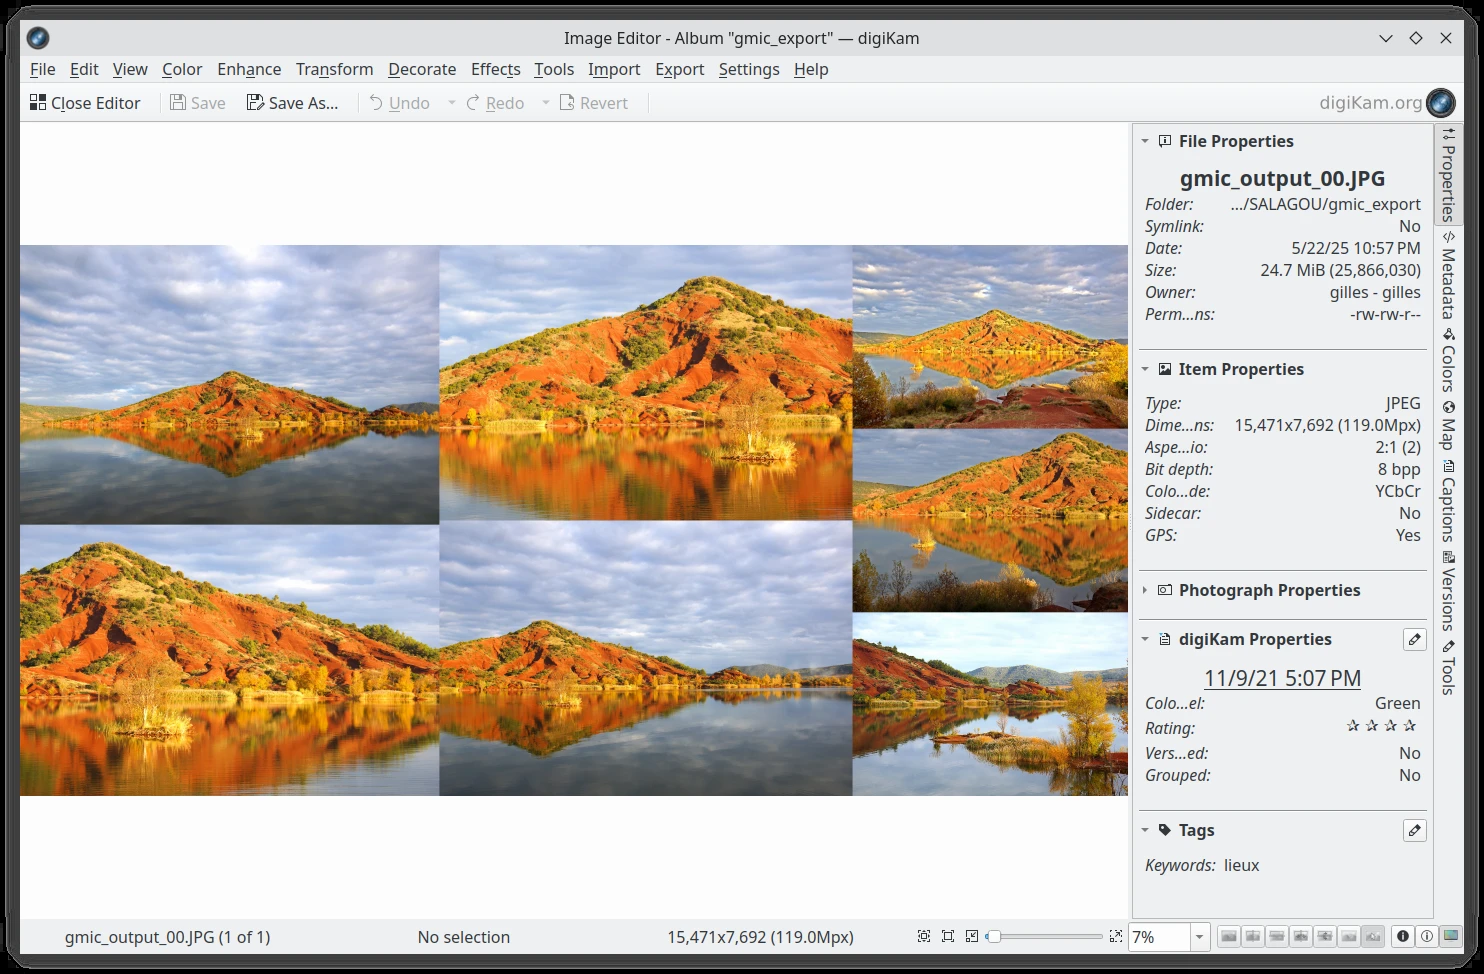 Image Editor - Album "gmic_export" — digiKam
File Edit View Color Enhance Transform Decorate Effects Tools Import Export Settings Help
Close Editor Save Save As... Undo Redo Revert digiKam.org
File Properties
gmic_output_00.JPG
Folder: .../SALAGOU/gmic_export
Symlink: No
Date: 5/22/25 10:57 PM
Size: 24.7 MiB (25,866,030)
Owner: gilles - gilles
Perm...ns: -rw-rw-r--
Item Properties
Type: JPEG
Dime...ns: 15,471x7,692 (119.0Mpx)
Aspe...io: 2:1 (2)
Bit depth: 8 bpp
Colo...de: YCbCr
Sidecar: No
GPS: Yes
Photograph Properties
digiKam Properties
11/9/21 5:07 PM
Colo...el: Green
Rating: ✰ ✰ ✰ ✰
Vers...ed: No
Grouped: No
Tags
Keywords: lieux
Properties
Metadata
Colors
Map
Captions
Versions
Tools
gmic_output_00.JPG (1 of 1) No selection 15,471x7,692 (119.0Mpx) 7%